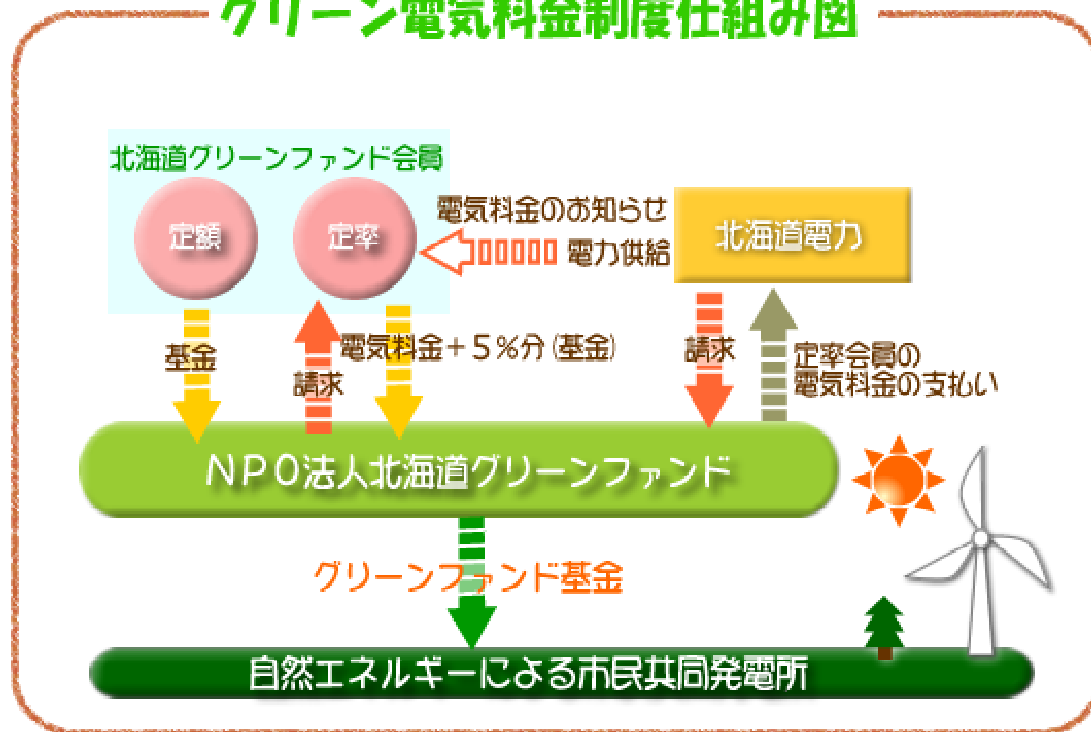 グリーン電気料金制度仕組み図
北海道グリーンファンド会員
定額
定率
電気料金のお知らせ
電力供給
北海道電力
基金
請求
電気料金＋５％分（基金）
請求
定率会員の
電気料金の支払い
ＮＰＯ法人北海道グリーンファンド
グリーンファンド基金
自然エネルギーによる市民共同発電所